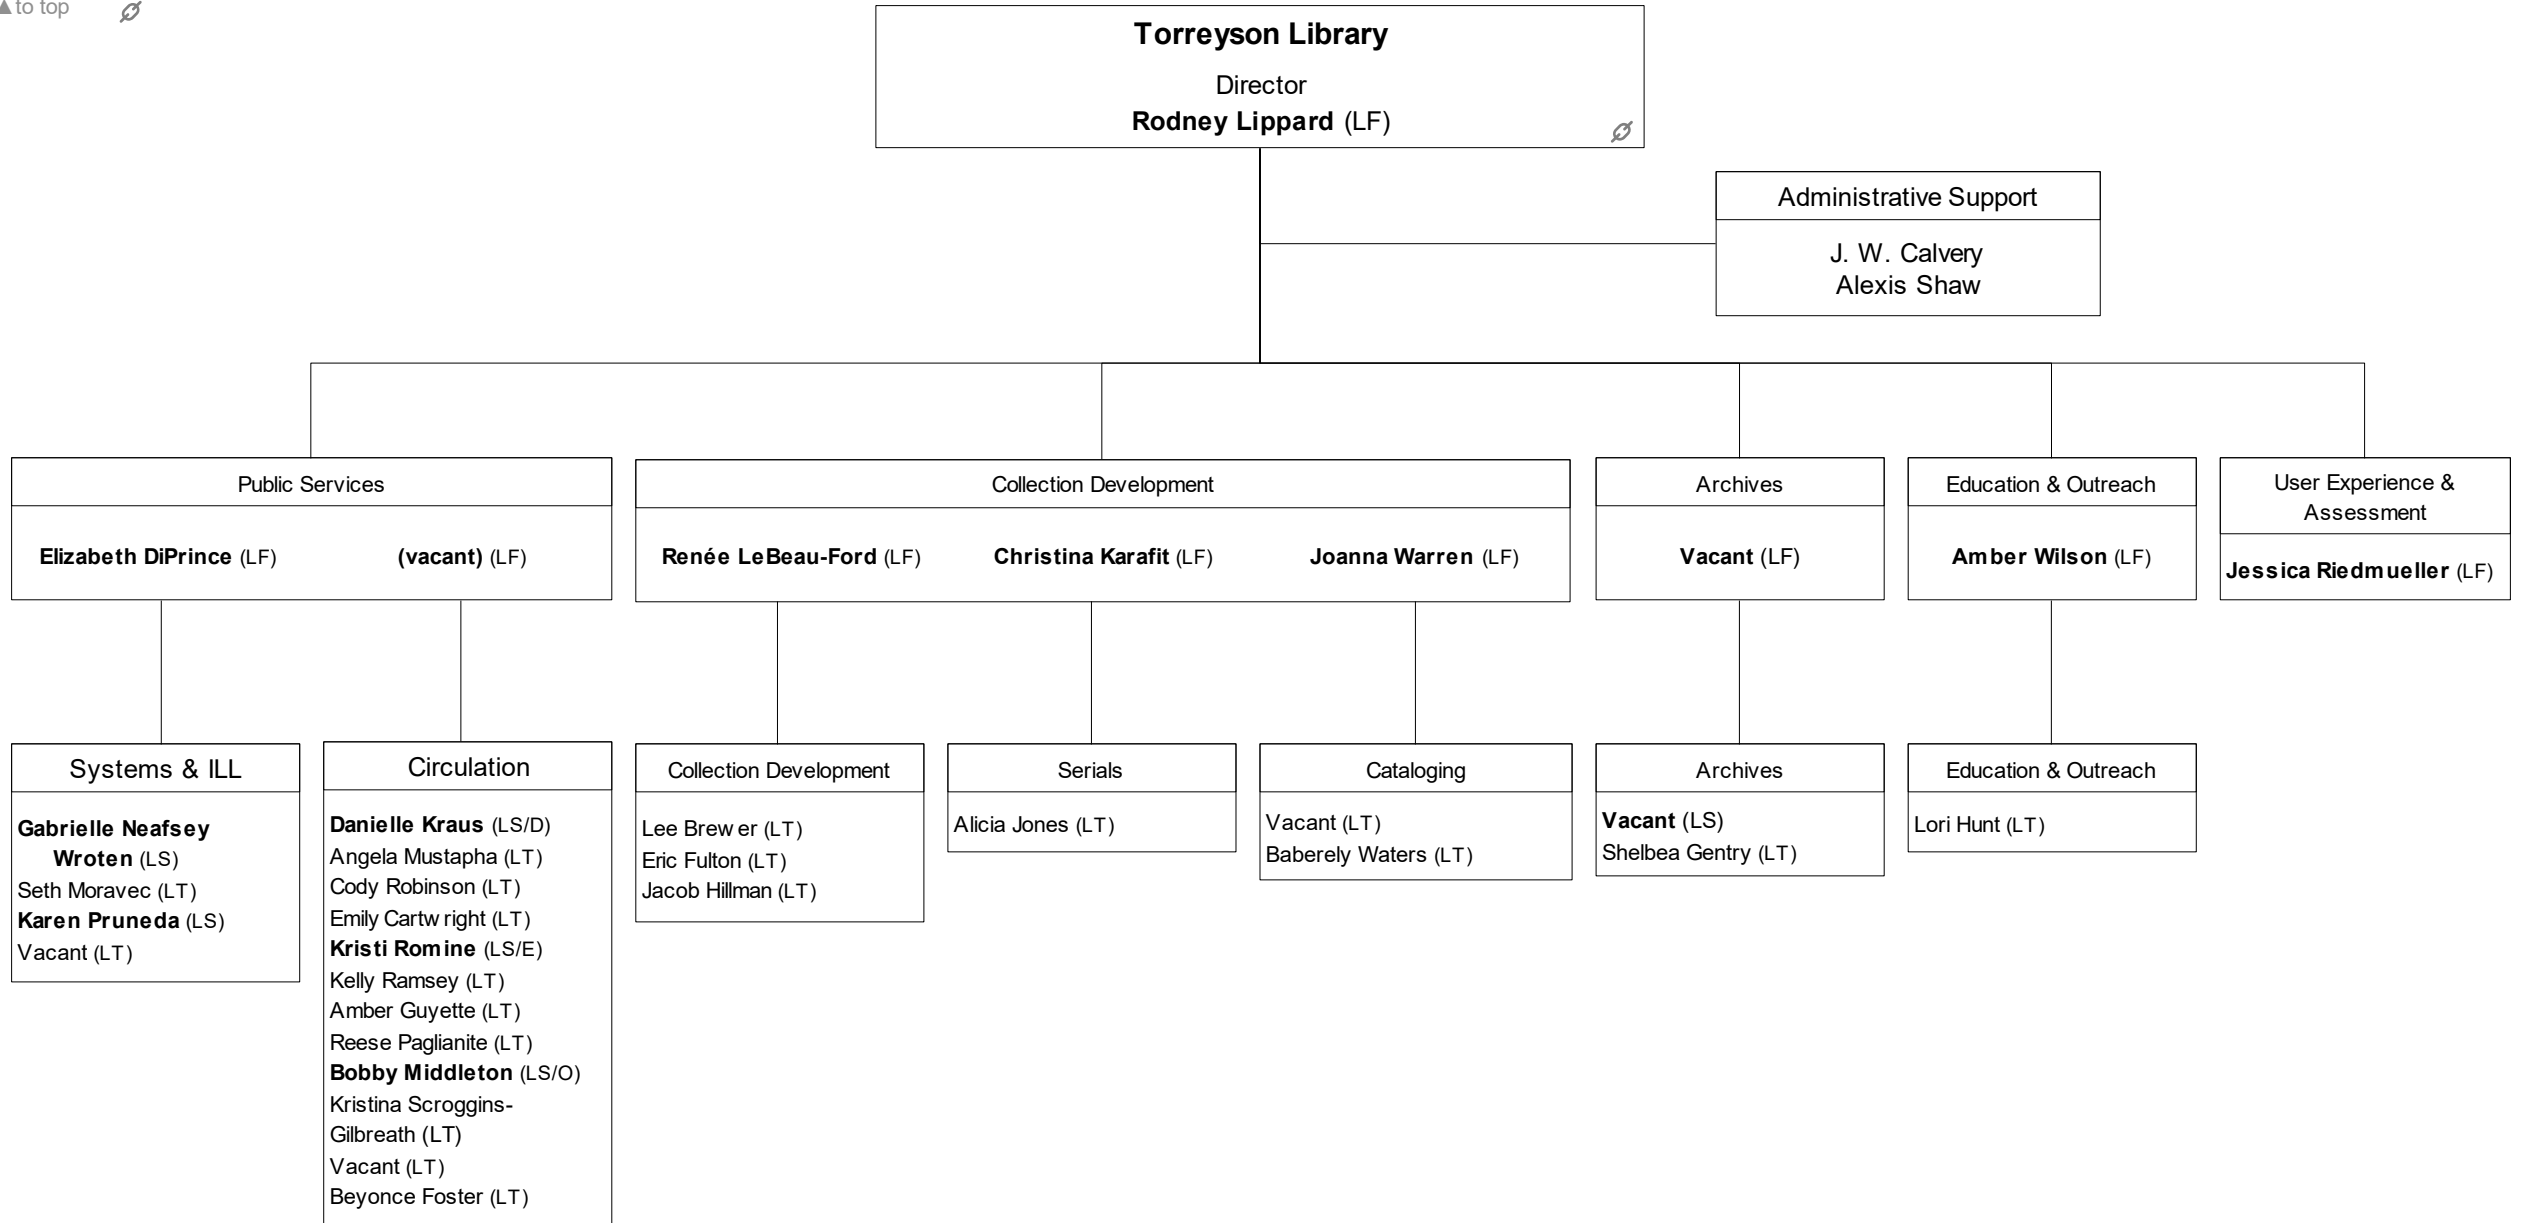 ▲to top
Torreyson Library
Director
Rodney Lippard (LF)
Administrative Support
J. W. Calvery
Alexis Shaw
Public Services
Elizabeth DiPrince (LF)
(vacant) (LF)
Collection Development
Renée LeBeau-Ford (LF)
Christina Karafit (LF)
Joanna Warren (LF)
Archives
Vacant (LF)
Education & Outreach
Amber Wilson (LF)
User Experience &
Assessment
Jessica Riedmueller (LF)
Systems & ILL
Gabrielle Neafsey
Wroten (LS)
Seth Moravec (LT)
Karen Pruneda (LS)
Vacant (LT)
Circulation
Danielle Kraus (LS/D)
Angela Mustapha (LT)
Cody Robinson (LT)
Emily Cartwright (LT)
Kristi Romine (LS/E)
Kelly Ramsey (LT)
Amber Guyette (LT)
Reese Paglianite (LT)
Bobby Middleton (LS/O)
Kristina Scroggins-
Gilbreath (LT)
Vacant (LT)
Beyonce Foster (LT)
Collection Development
Lee Brewer (LT)
Eric Fulton (LT)
Jacob Hillman (LT)
Serials
Alicia Jones (LT)
Cataloging
Vacant (LT)
Baberely Waters (LT)
Archives
Vacant (LS)
Shelbea Gentry (LT)
Education & Outreach
Lori Hunt (LT)